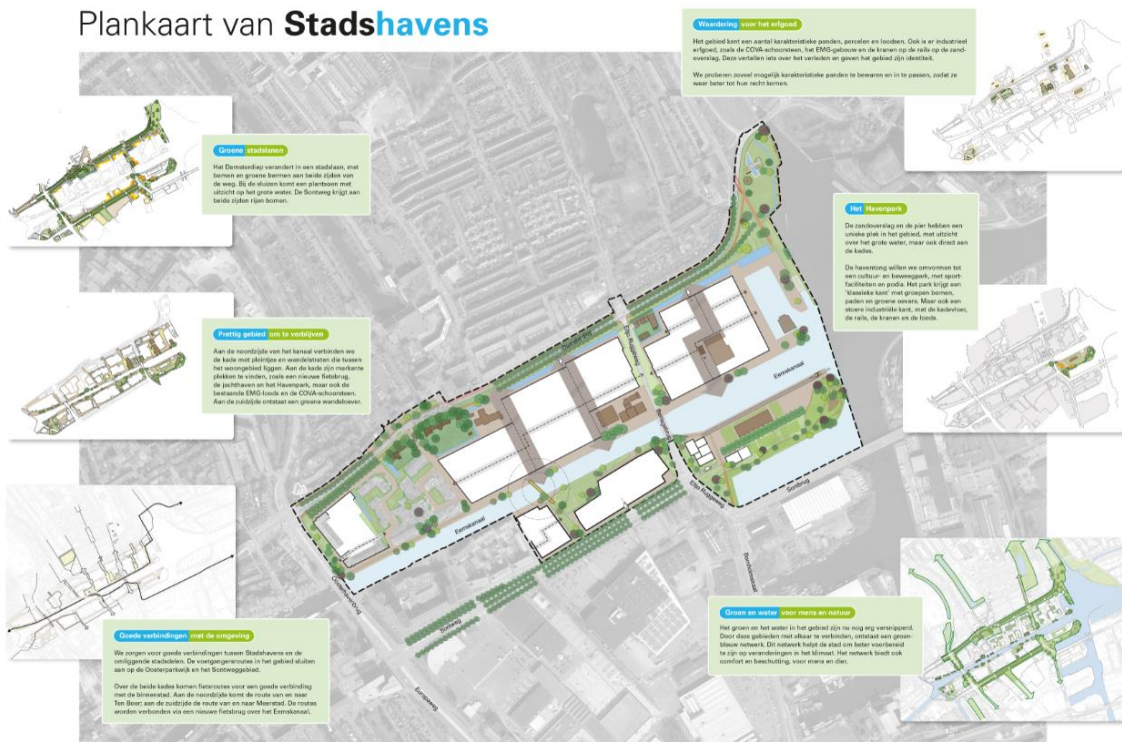 Plankaart van Stadshavens
Waardering voor het erfgoed
Het gebied kent een aantal karakteristieke panden, percelen en loodsen. Ook is er industrieel
erfgoed, zoals de COVA-schoorsteen, het EMG-gebouw en de kranen op de rails op de zand-
overslag. Deze vertellen iets over het verleden en geven het gebied zijn identiteit.
We proberen zoveel mogelijk karakteristieke panden te bewaren en in te passen, zodat ze
weer beter tot hun recht komen.
Groene stadslanen
Het Damsterdiep verandert in een stadslaan, met
bomen en groene bermen aan beide zijden van
de weg. Bij de sluizen komt een plantsoen met
uitzicht op het grote water. De Sontweg krijgt aan
beide zijden rijen bomen.
Het Havenpark
De zandoverslag en de pier hebben een
unieke plek in het gebied, met uitzicht
over het grote water, maar ook direct aan
de kades.
De haventong willen we omvormen tot
een cultuur- en beweegpark, met sport-
faciliteiten en podia. Het park krijgt een
'klassieke kant' met groepen bomen,
paden en groene oevers. Maar ook een
stoere industriële kant, met de kadevloer,
de rails, de kranen en de loods.
Prettig gebied om te verblijven
Aan de noordzijde van het kanaal verbinden we
de kade met pleintjes en wandelstraten die tussen
het woongebied liggen. Aan de kade zijn markante
plekken te vinden, zoals een nieuwe fietsbrug,
de jachthaven en het Havenpark, maar ook de
bestaande EMG-loods en de COVA-schoorsteen.
Aan de zuidzijde ontstaat een groene wandeloever.
Damsterdiep
Eemskanaal
Eemskanaal
Sontbrug
Oosterhavenbrug
Sontweg
Goede verbindingen met de omgeving
We zorgen voor goede verbindingen tussen Stadshavens en de
omliggende stadsdelen. De voetgangersroutes in het gebied sluiten
aan op de Oosterparkwijk en het Sontweggebied.
Over de beide kades komen fietsroutes voor een goede verbinding
met de binnenstad. Aan de noordzijde komt de route van en naar
Ten Boer; aan de zuidzijde de route van en naar Meerstad. De routes
worden verbonden via een nieuwe fietsbrug over het Eemskanaal.
Groen en water voor mens en natuur
Het groen en het water in het gebied zijn nu nog erg versnipperd.
Door deze gebieden met elkaar te verbinden, ontstaat een groen-
blauw netwerk. Dit netwerk helpt de stad om beter voorbereid
te zijn op veranderingen in het klimaat. Het netwerk biedt ook
comfort en beschutting, voor mens en dier.